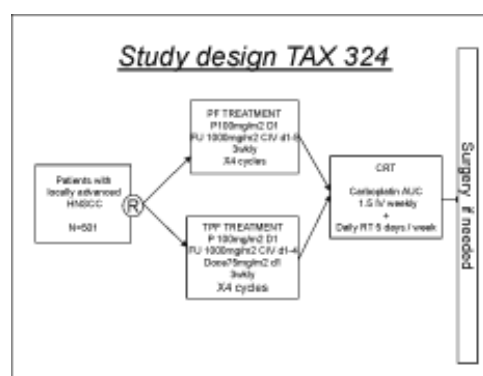 Study design TAX 324
PF TREATMENT
P100mg/m2 D1
FU 1000mg/m2 CIV d1-5
3wkly
X4 cycles
Patients with
locally advanced
HNSCC
N=501
R
TPF TREATMENT
P 100mg/m2 D1
FU 1000mg/m2 CIV d1-4
Doce75mg/m2 d1
3wkly
X4 cycles
CRT
Carboplatin AUC
1.5 IV weekly
+
Daily RT 5 days / week
Surgery if needed